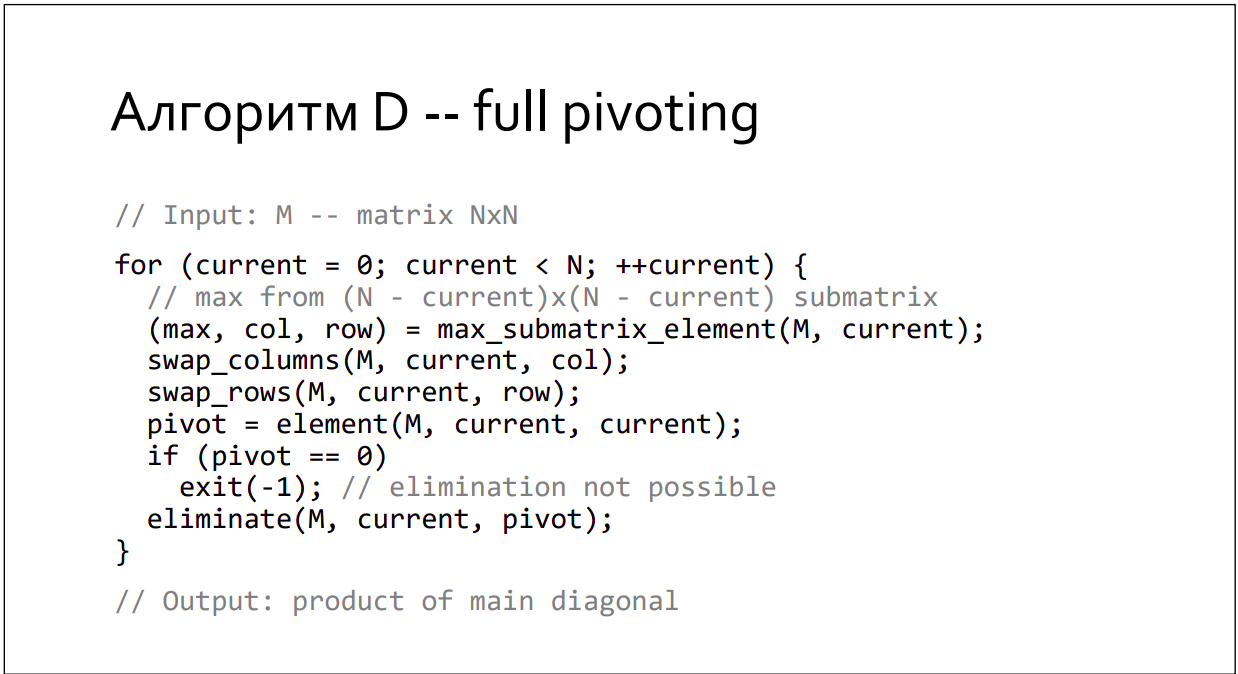 Алгоритм D -- full pivoting
// Input: M -- matrix NxN
for (current = 0; current < N; ++current) {
  // max from (N - current)x(N - current) submatrix
  (max, col, row) = max_submatrix_element(M, current);
  swap_columns(M, current, col);
  swap_rows(M, current, row);
  pivot = element(M, current, current);
  if (pivot == 0)
    exit(-1); // elimination not possible
  eliminate(M, current, pivot);
}
// Output: product of main diagonal